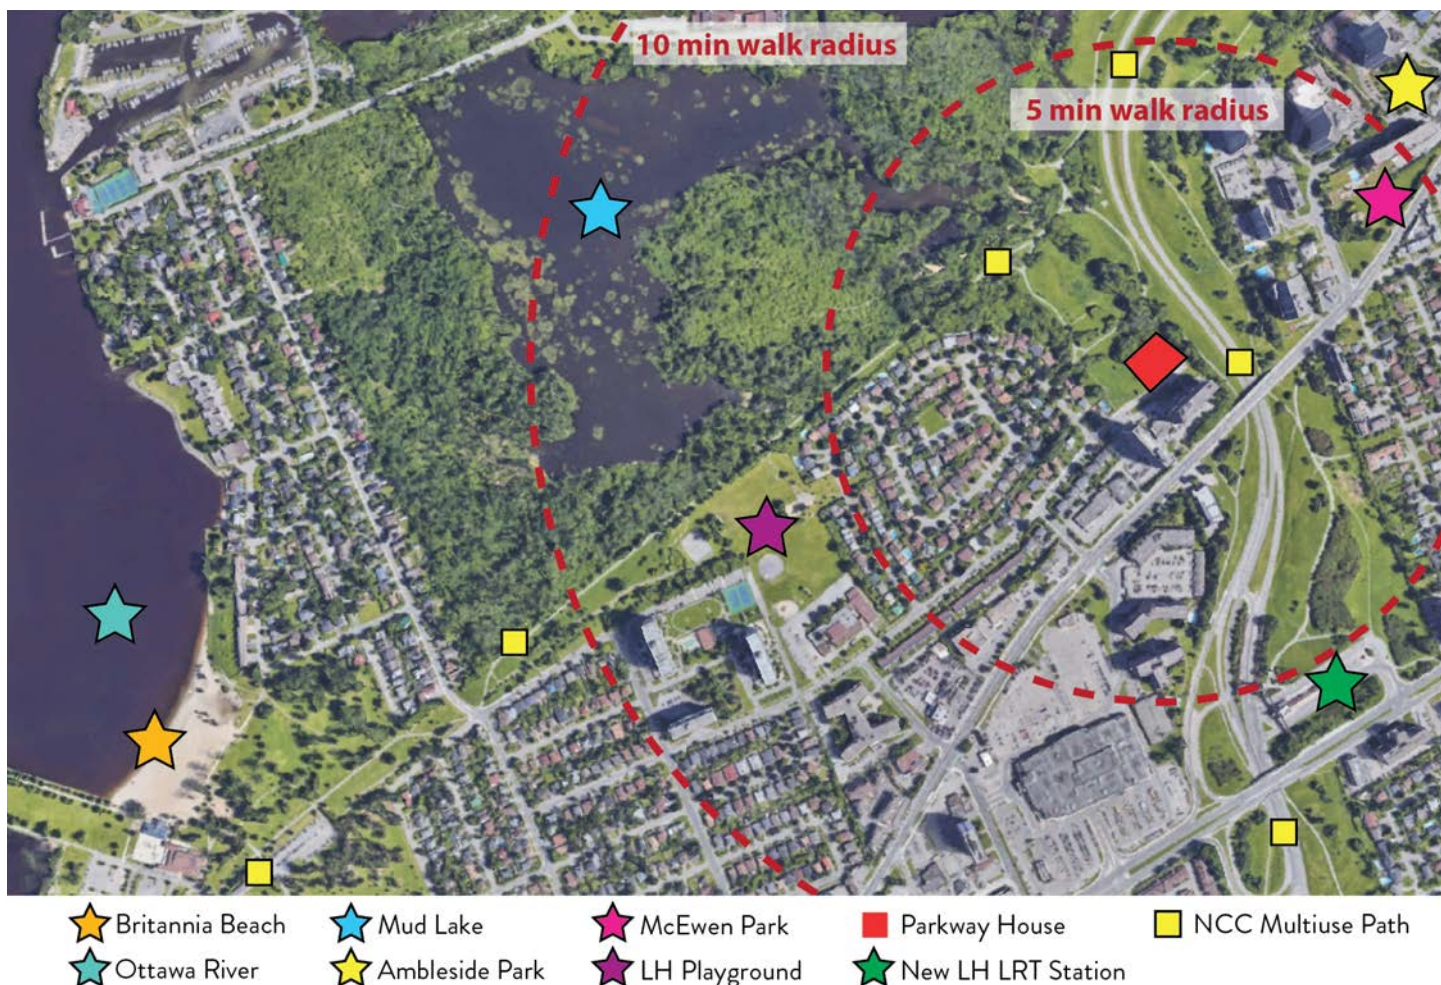 10 min walk radius
5 min walk radius
Britannia Beach
Mud Lake
McEwen Park
Parkway House
NCC Multiuse Path
Ottawa River
Ambleside Park
LH Playground
New LH LRT Station